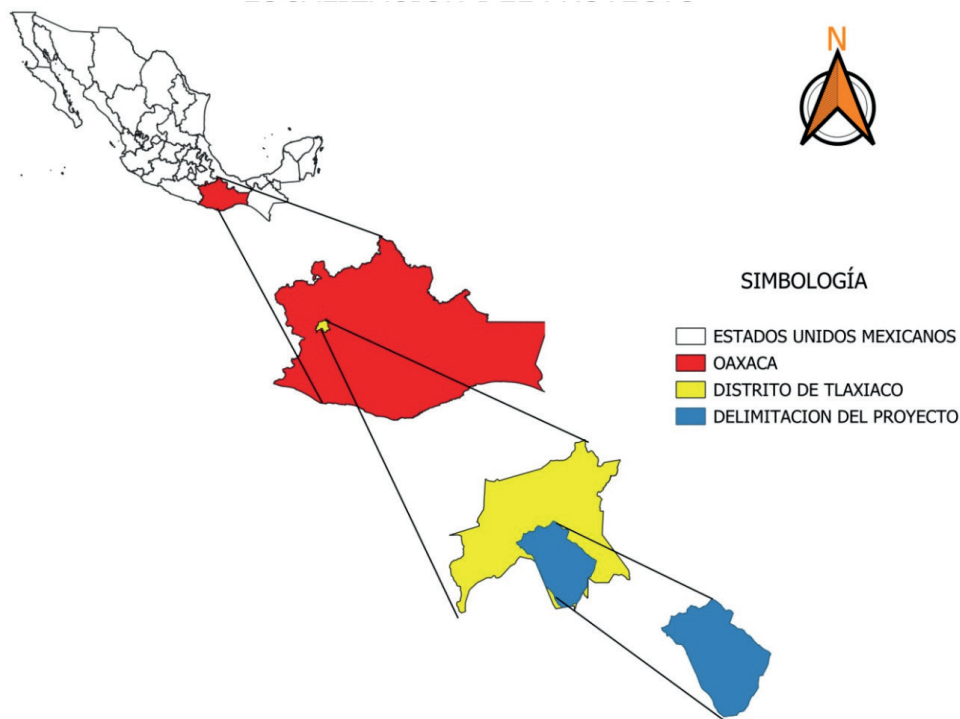 N
SIMBOLOGÍA
ESTADOS UNIDOS MEXICANOS
OAXACA
DISTRITO DE TLAXIACO
DELIMITACION DEL PROYECTO